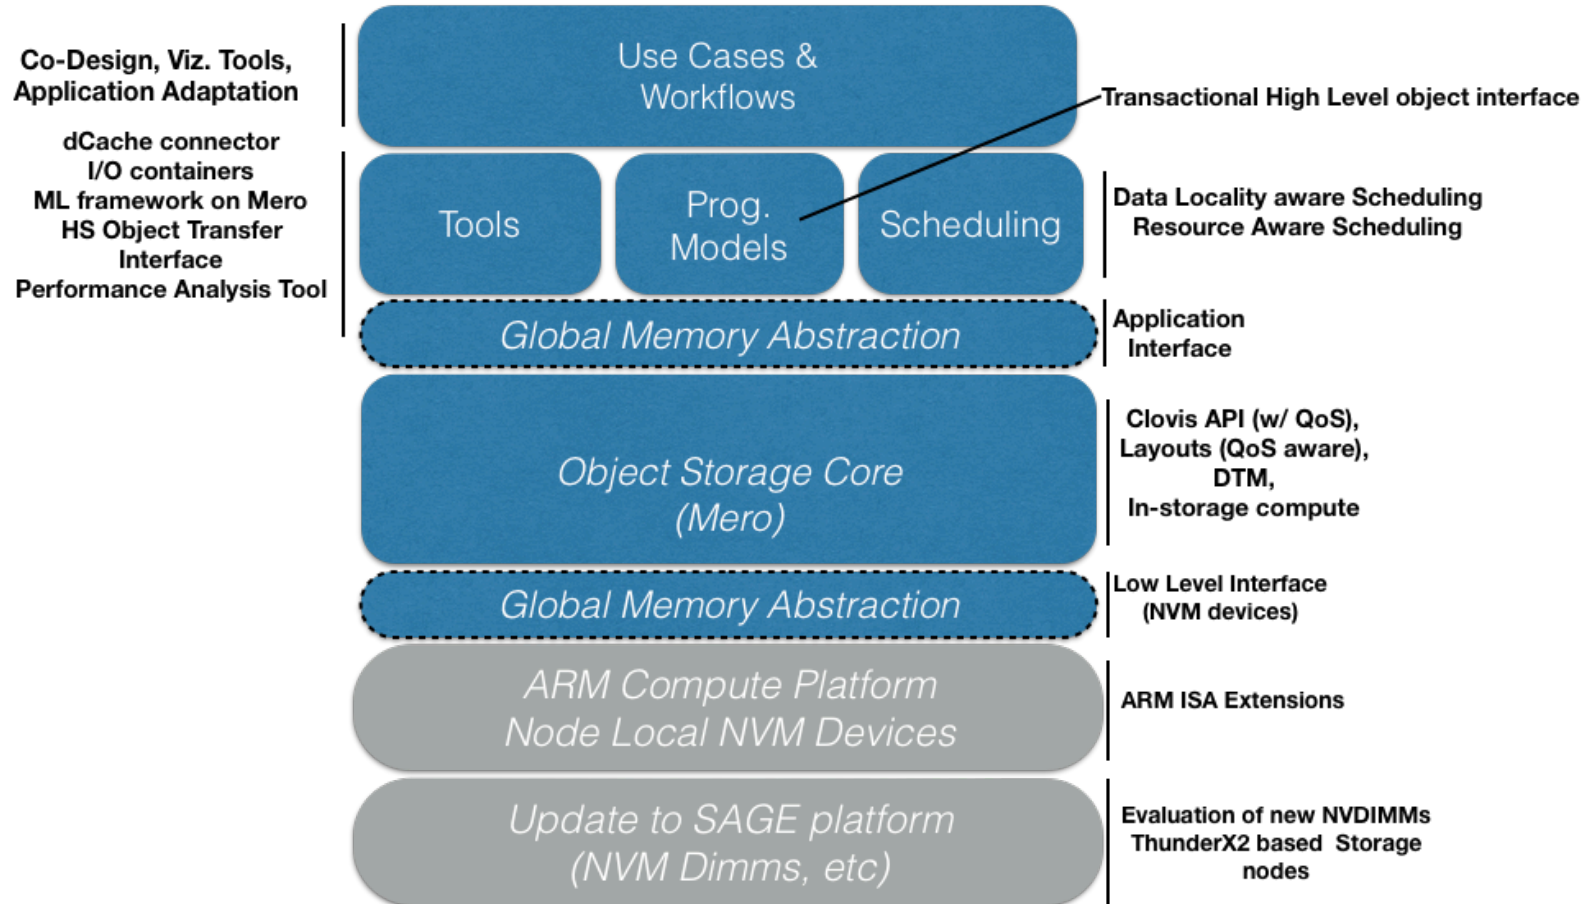 Use Cases &
Workflows
Co-Design, Viz. Tools,
Application Adaptation
Transactional High Level object interface
dCache connector
I/O containers
ML framework on Mero
HS Object Transfer
Interface
Performance Analysis Tool
Tools
Prog.
Models
Scheduling
Data Locality aware Scheduling
Resource Aware Scheduling
Global Memory Abstraction
Application
Interface
Object Storage Core
(Mero)
Clovis API (w/ QoS),
Layouts (QoS aware),
DTM,
In-storage compute
Global Memory Abstraction
Low Level Interface
(NVM devices)
ARM Compute Platform
Node Local NVM Devices
ARM ISA Extensions
Update to SAGE platform
(NVM Dimms, etc)
Evaluation of new NVDIMMs
ThunderX2 based Storage
nodes